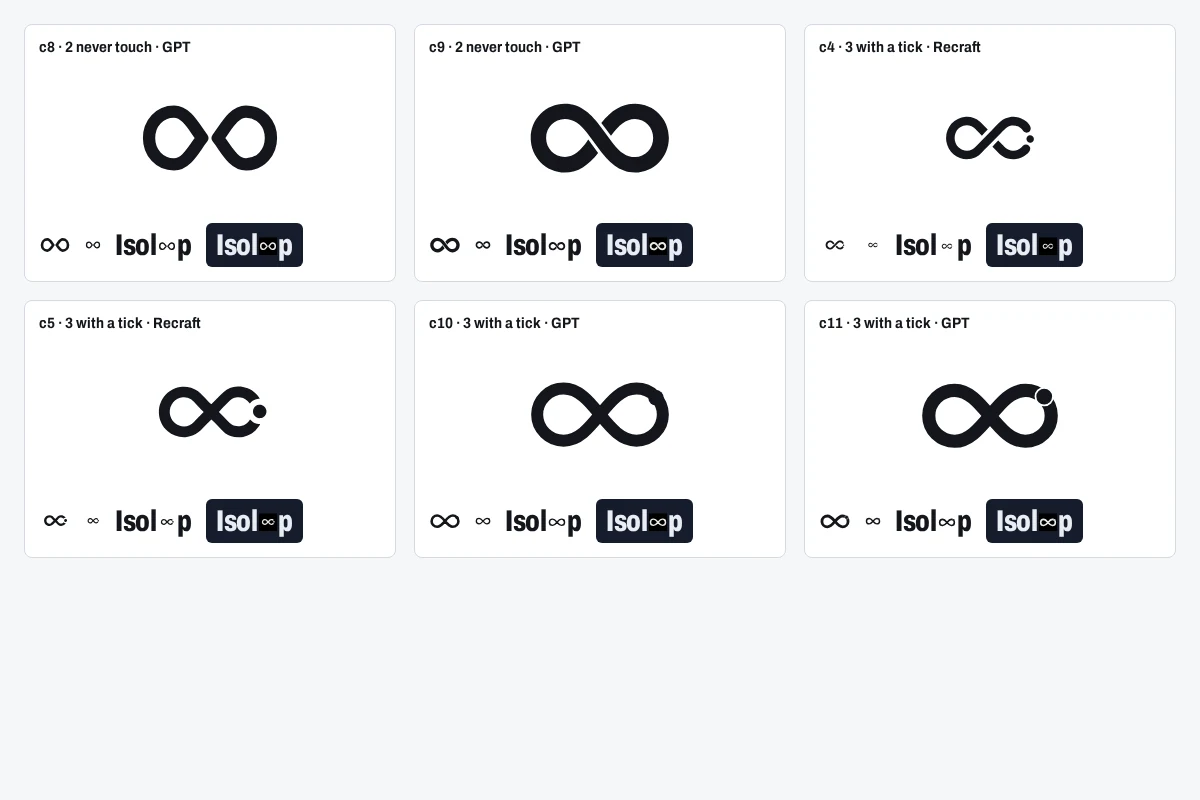 c8 · 2 never touch · GPT
Isol∞p Isol∞p
c9 · 2 never touch · GPT
Isol∞p Isol∞p
c4 · 3 with a tick · Recraft
Isol∞p Isol∞p
c5 · 3 with a tick · Recraft
Isol∞p Isol∞p
c10 · 3 with a tick · GPT
Isol∞p Isol∞p
c11 · 3 with a tick · GPT
Isol∞p Isol∞p